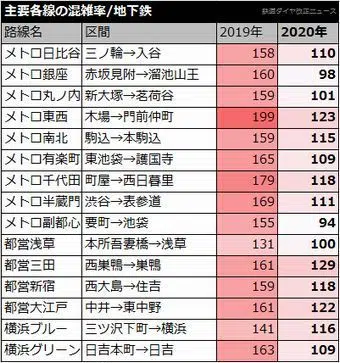 主要各線の混雑率/地下鉄
鉄道ダイヤ改正ニュース
路線名 区間 2019年 2020年
メトロ日比谷 三ノ輪→入谷 158 110
メトロ銀座 赤坂見附→溜池山王 160 98
メトロ丸ノ内 新大塚→茗荷谷 159 101
メトロ東西 木場→門前仲町 199 123
メトロ南北 駒込→本駒込 159 115
メトロ有楽町 東池袋→護国寺 165 109
メトロ千代田 町屋→西日暮里 179 118
メトロ半蔵門 渋谷→表参道 169 111
メトロ副都心 要町→池袋 155 94
都営浅草 本所吾妻橋→浅草 131 100
都営三田 西巣鴨→巣鴨 161 129
都営新宿 西大島→住吉 159 118
都営大江戸 中井→東中野 161 122
横浜ブルー 三ツ沢下町→横浜 141 116
横浜グリーン 日吉本町→日吉 163 109